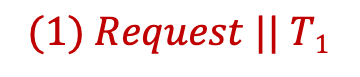 (1) Request || T₁